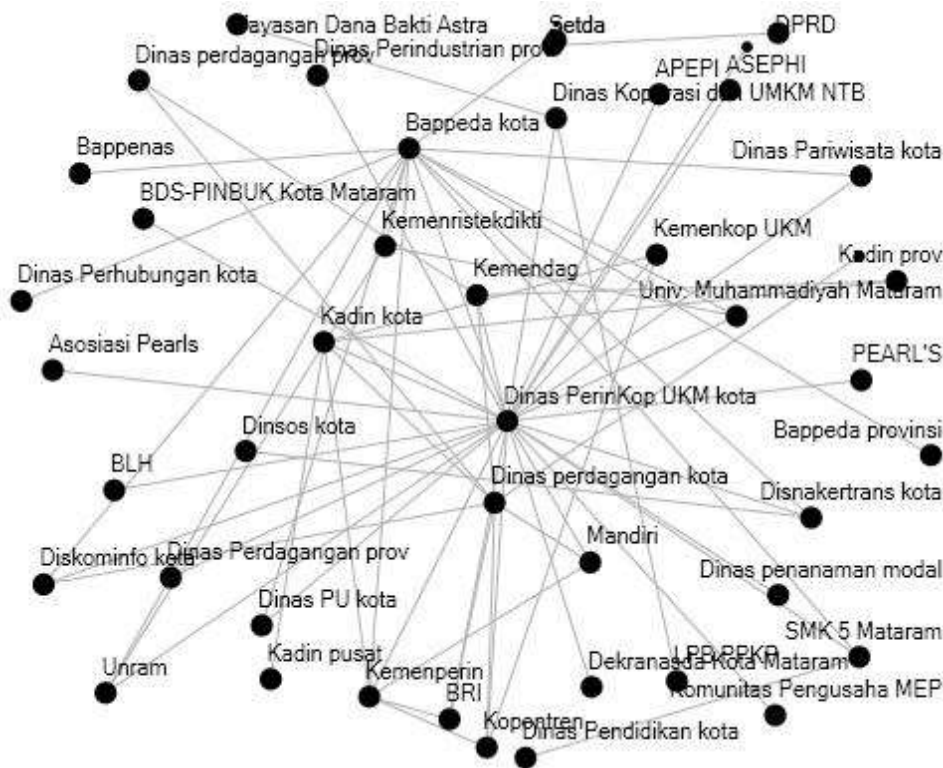 Yayasan Dana Bakti Astra
Setda
DPRD
Dinas perdagangan prov
Dinas Perindustrian prov
APEPI
ASEPHI
Dinas Koperasi dan UMKM NTB
Bappeda kota
Bappenas
Dinas Pariwisata kota
BDS-PINBUK Kota Mataram
Kemenristekdikti
Kemenkop UKM
Kadin prov
Dinas Perhubungan kota
Kemendag
Univ. Muhammadiyah Mataram
Kadin kota
Asosiasi Pearls
PEARL'S
Dinas PerinKop UKM kota
Dinsos kota
Bappeda provinsi
BLH
Dinas perdagangan kota
Disnakertrans kota
Mandiri
Diskominfo kota
Dinas Perdagangan prov
Dinas penanaman modal
Dinas PU kota
SMK 5 Mataram
Unram
Kadin pusat
Kemenperin
Dekranasda Kota Mataram
BRI
Komunitas Pengusaha MEP
Kopontren
Dinas Pendidikan kota